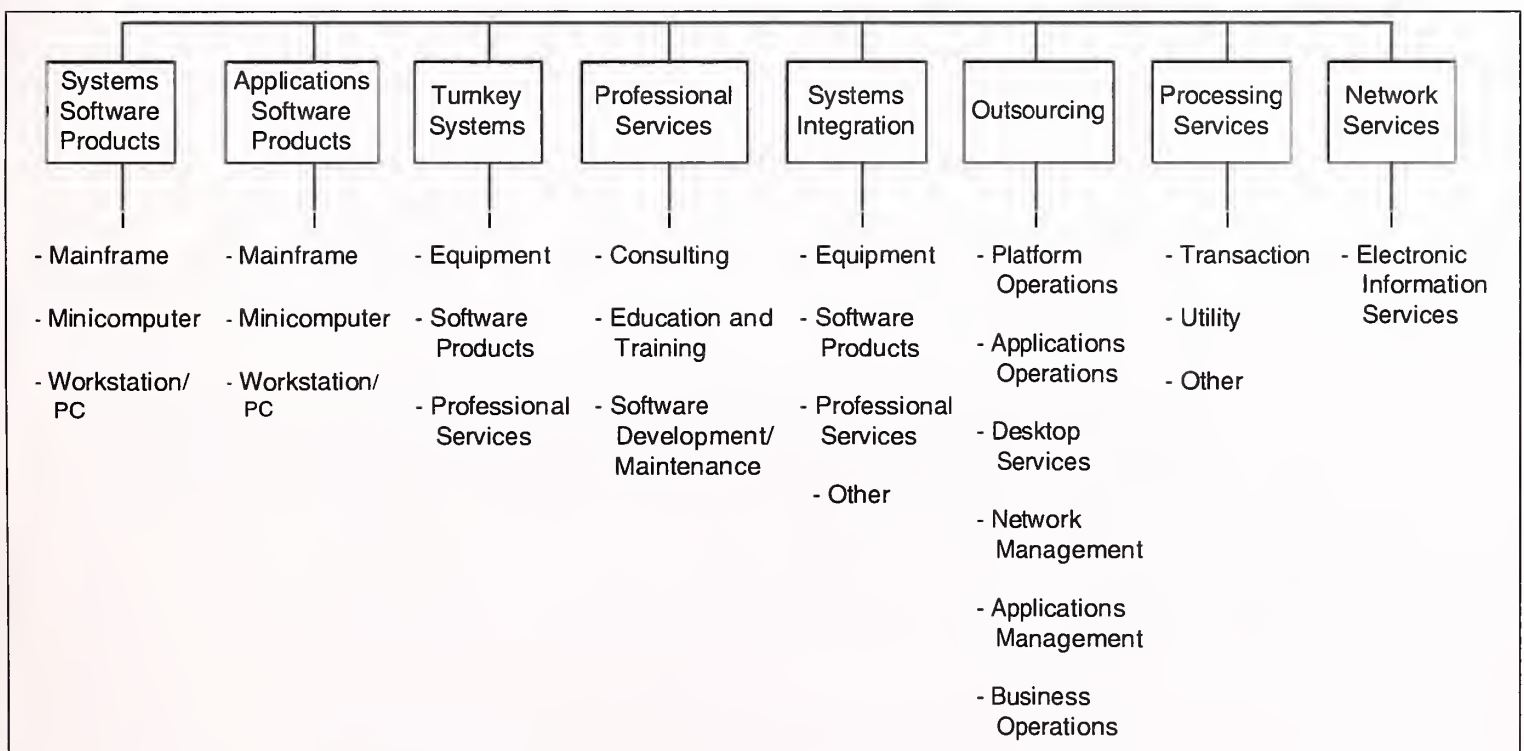 Systems
Software
Products
Applications
Software
Products
Turnkey
Systems
Professional
Services
Systems
Integration
Outsourcing
Processing
Services
Network
Services
- Mainframe
- Minicomputer
- Workstation/
PC
- Mainframe
- Minicomputer
- Workstation/
PC
- Equipment
- Software
Products
- Professional
Services
- Consulting
- Education and
Training
- Software
Development/
Maintenance
- Equipment
- Software
Products
- Professional
Services
- Other
- Platform
Operations
- Applications
Operations
- Desktop
Services
- Network
Management
- Applications
Management
- Business
Operations
- Transaction
- Utility
- Other
- Electronic
Information
Services